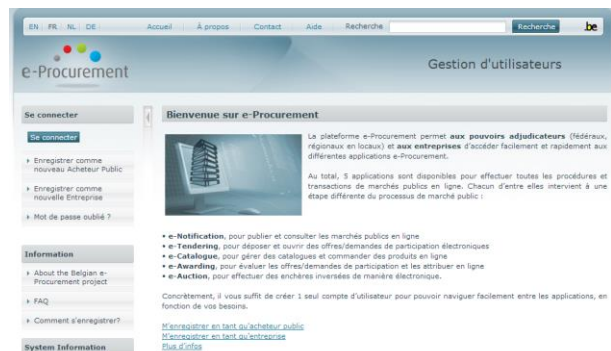 EN FR NL DE Accueil À propos Contact Aide Recherche Recherche .be
e-Procurement
Gestion d'utilisateurs
Se connecter
Se connecter
Enregistrer comme
nouveau Acheteur Public
Enregistrer comme
nouvelle Entreprise
Mot de passe oublié ?
Information
About the Belgian e-
Procurement project
FAQ
Comment s'enregistrer?
System Information
Bienvenue sur e-Procurement
La plateforme e-Procurement permet aux pouvoirs adjudicateurs (fédéraux,
régionaux en locaux) et aux entreprises d'accéder facilement et rapidement aux
différentes applications e-Procurement.
Au total, 5 applications sont disponibles pour effectuer toutes les procédures et
transactions de marchés publics en ligne. Chacun d'entre elles intervient à une
étape différente du processus de marché public :
• e-Notification, pour publier et consulter les marchés publics en ligne
• e-Tendering, pour déposer et ouvrir des offres/demandes de participation électroniques
• e-Catalogue, pour gérer des catalogues et commander des produits en ligne
• e-Awarding, pour évaluer les offres/demandes de participation et les attribuer en ligne
• e-Auction, pour effectuer des enchères inversées de manière électronique.
Concrètement, il vous suffit de créer 1 seul compte d'utilisateur pour pouvoir naviguer facilement entre les applications, en
fonction de vos besoins.
M'enregistrer en tant qu'acheteur public
M'enregistrer en tant qu'entreprise
Plus d'infos